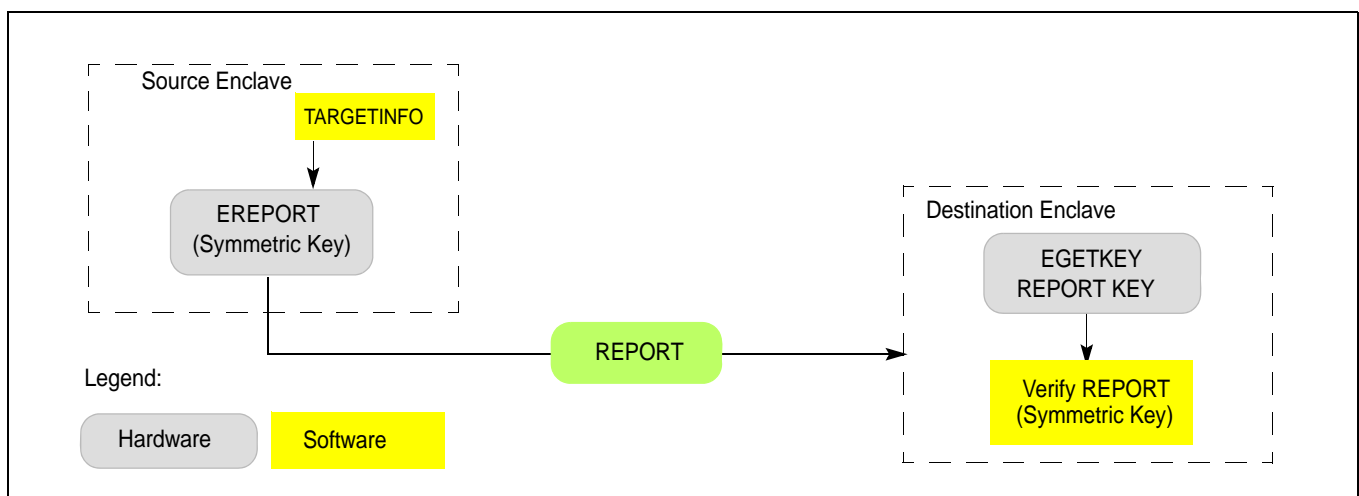 Source Enclave
TARGETINFO
EREPORT
(Symmetric Key)
Destination Enclave
EGETKEY
REPORT KEY
REPORT
Verify REPORT
(Symmetric Key)
Legend:
Hardware
Software